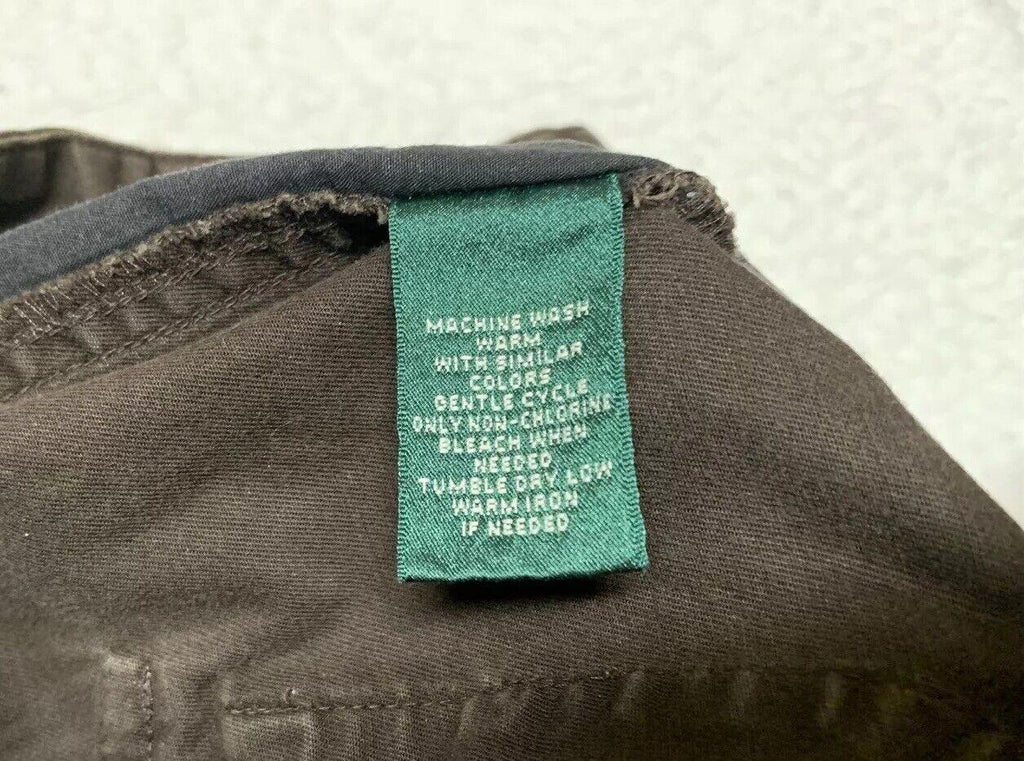 MACHINE WASH
WARM
WITH SIMILAR
COLORS
GENTLE CYCLE
ONLY NON-CHLORINE
BLEACH WHEN
NEEDED
TUMBLE DRY LOW
WARM IRON
IF NEEDED